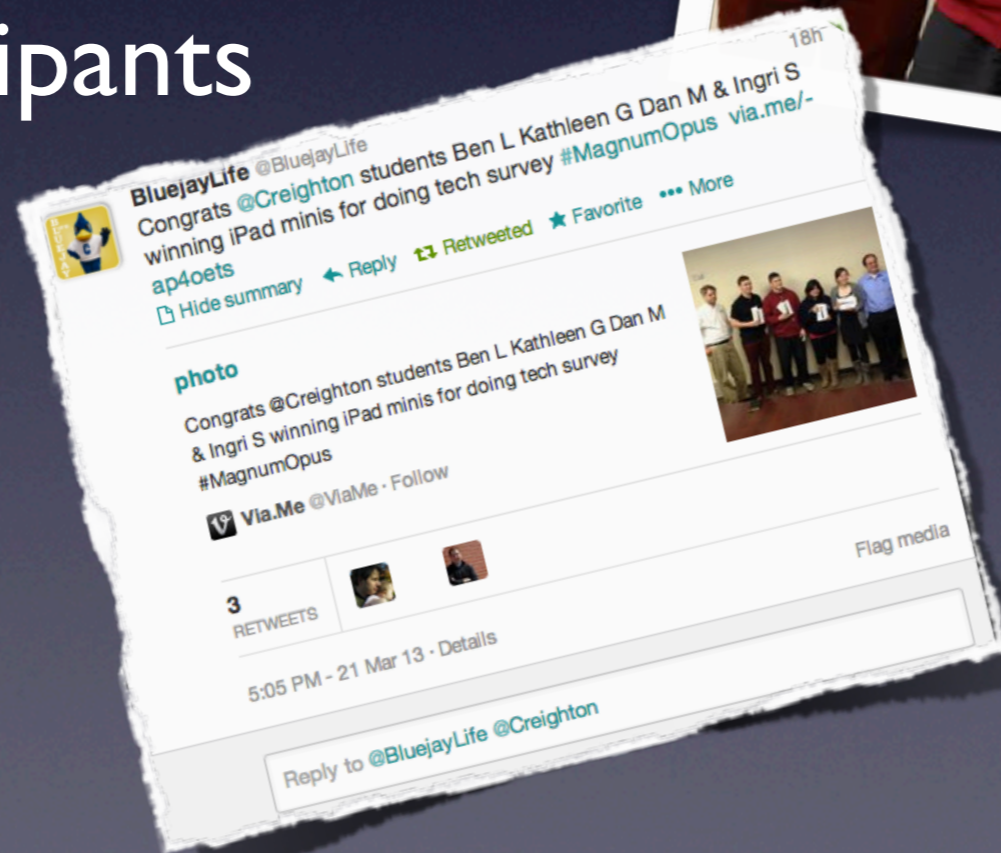 ipants
18h
BluejayLife @BluejayLife
Congrats @Creighton students Ben L Kathleen G Dan M & Ingri S
winning iPad minis for doing tech survey #MagnumOpus via.me/-
ap4oets
Hide summary Reply Retweeted Favorite ••• More
photo
Congrats @Creighton students Ben L Kathleen G Dan M
& Ingri S winning iPad minis for doing tech survey
#MagnumOpus
Via.Me @ViaMe · Follow
3
RETWEETS
Flag media
5:05 PM - 21 Mar 13 · Details
Reply to @BluejayLife @Creighton